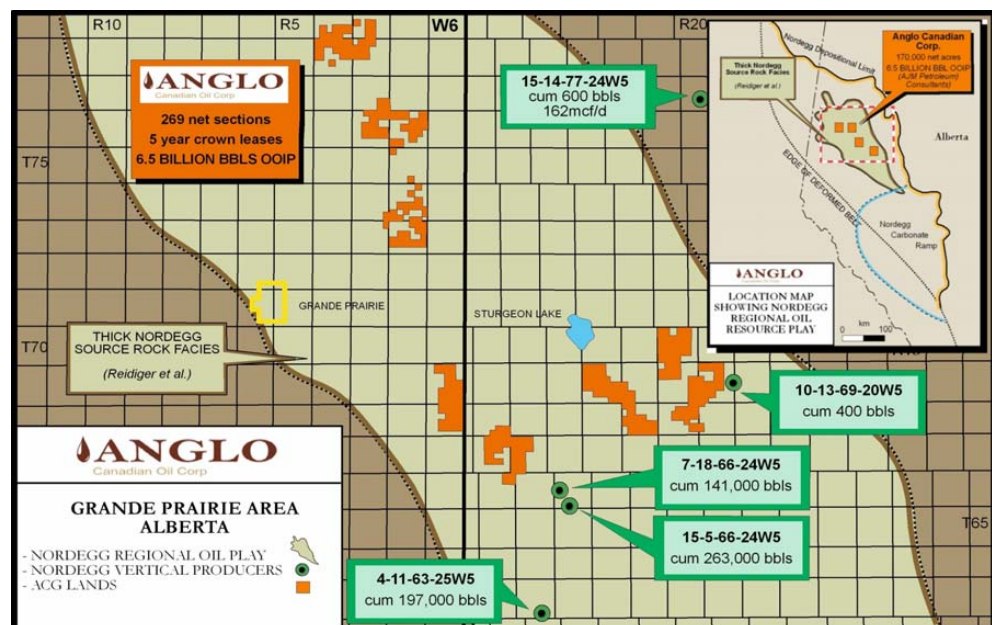 R10
R5
W6
R20
ANGLO
Canadian Oil Corp
269 net sections
5 year crown leases
6.5 BILLION BBLS OOIP
15-14-77-24W5
cum 600 bbls
162mcf/d
Nordegg Depositional Limit
Anglo Canadian
Corp.
170,000 net acres
6.5 BILLION BBL OOIP
(AJM Petroleum)
Consultants)
Thick Nordegg
Source Rock Facies
(Reidiger et al.)
Alberta
EDGE OF DEFORMED BELT
Nordegg
Carbonate
Ramp
ANGLO
LOCATION MAP
SHOWING NORDEGG
REGIONAL OIL
RESOURCE PLAY
km
0 100
T75
GRANDE PRAIRIE
STURGEON LAKE
T70
THICK NORDEGG
SOURCE ROCK FACIES
(Reidiger et al.)
10-13-69-20W5
cum 400 bbls
7-18-66-24W5
cum 141,000 bbls
15-5-66-24W5
cum 263,000 bbls
T65
4-11-63-25W5
cum 197,000 bbls
ANGLO
Canadian Oil Corp
GRANDE PRAIRIE AREA
ALBERTA
- NORDEGG REGIONAL OIL PLAY
- NORDEGG VERTICAL PRODUCERS
- ACG LANDS